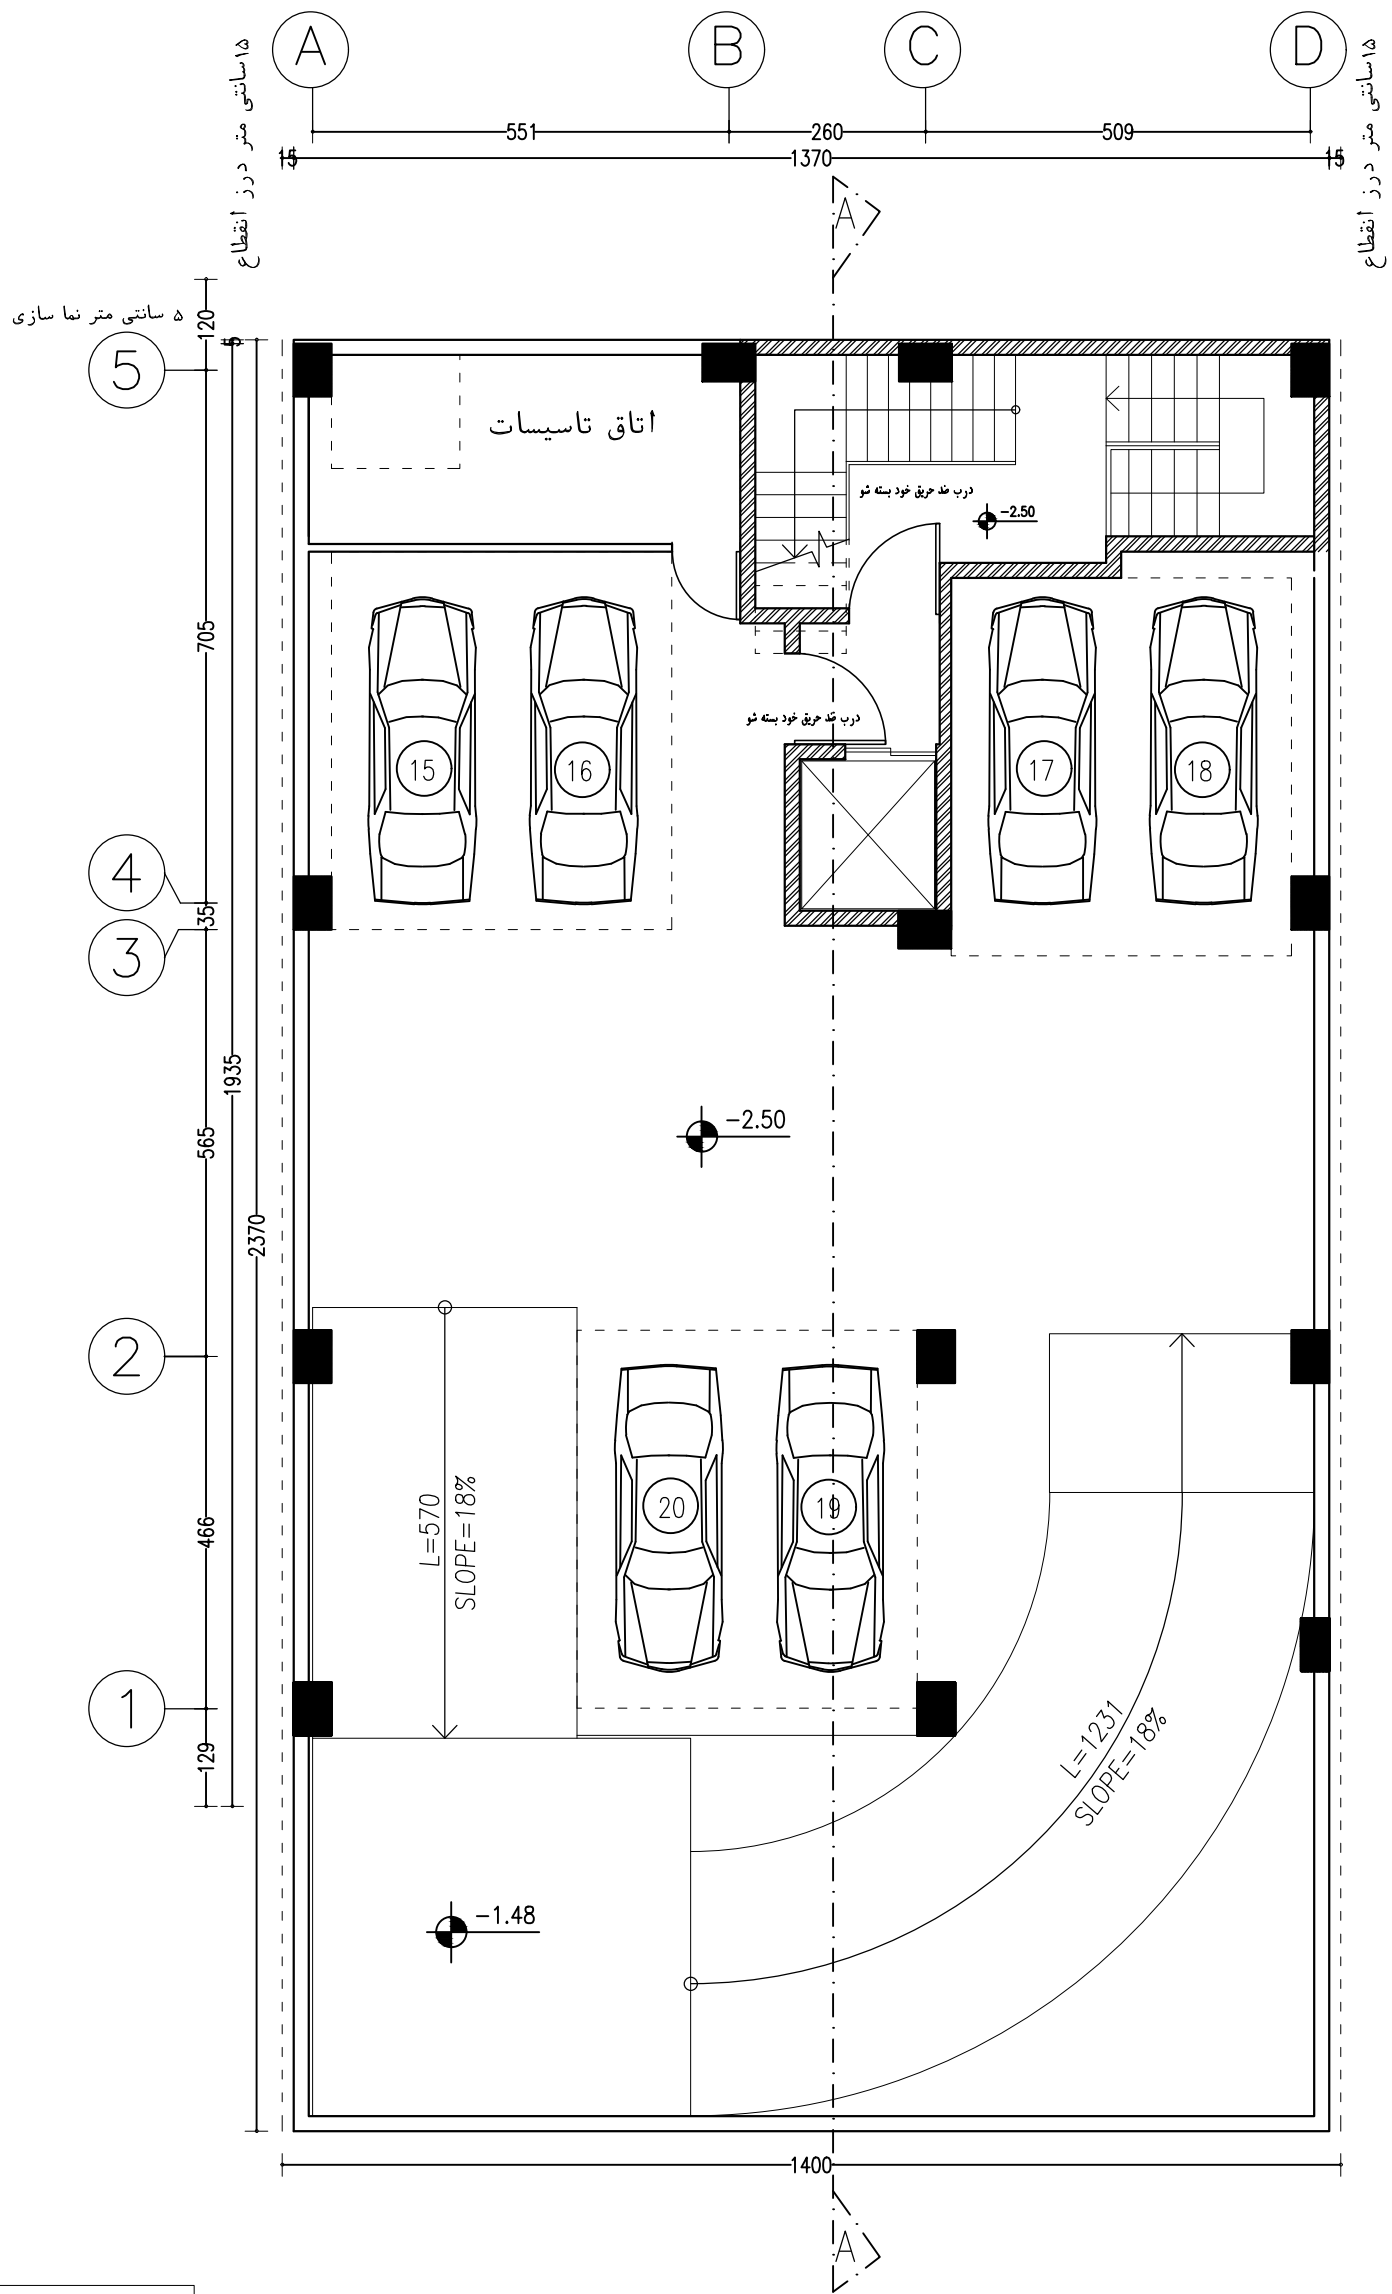 A
B
C
D
۱۵سانتی متر درز انقطاع
۱۵سانتی متر درز انقطاع
551
260
509
15
1370
15
A
120
۵ سانتی متر نما سازی
5
5
اتاق تاسیسات
درب ضد حریق خود بسته شو
-2.50
705
درب ضد حریق خود بسته شو
15
16
17
18
4
35
3
1935
565
-2.50
2370
2
L=570
SLOPE=18%
20
19
466
1
129
L=1231
SLOPE=18%
-1.48
1400
A